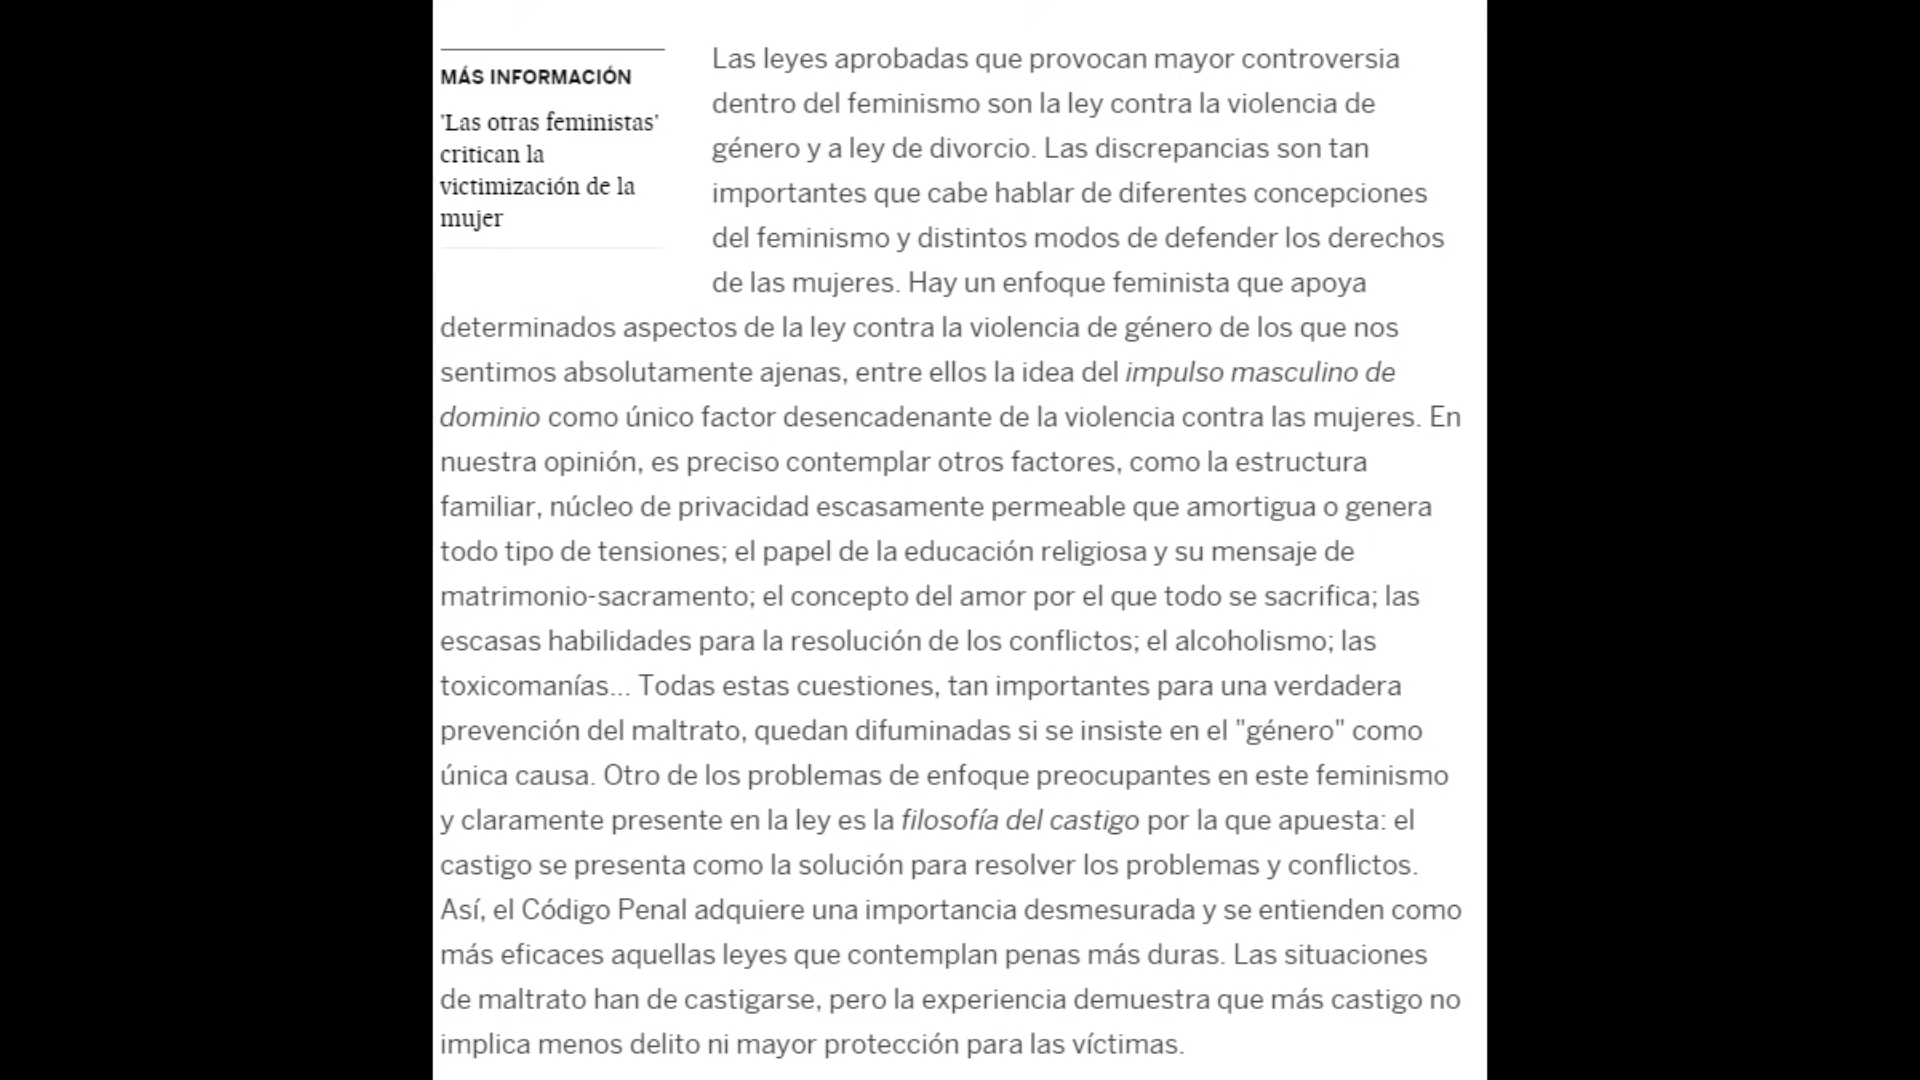 MÁS INFORMACIÓN
'Las otras feministas'
critican la
victimización de la
mujer
Las leyes aprobadas que provocan mayor controversia
dentro del feminismo son la ley contra la violencia de
género y a ley de divorcio. Las discrepancias son tan
importantes que cabe hablar de diferentes concepciones
del feminismo y distintos modos de defender los derechos
de las mujeres. Hay un enfoque feminista que apoya
determinados aspectos de la ley contra la violencia de género de los que nos
sentimos absolutamente ajenas, entre ellos la idea del impulso masculino de
dominio como único factor desencadenante de la violencia contra las mujeres. En
nuestra opinión, es preciso contemplar otros factores, como la estructura
familiar, núcleo de privacidad escasamente permeable que amortigua o genera
todo tipo de tensiones; el papel de la educación religiosa y su mensaje de
matrimonio-sacramento; el concepto del amor por el que todo se sacrifica; las
escasas habilidades para la resolución de los conflictos; el alcoholismo; las
toxicomanías... Todas estas cuestiones, tan importantes para una verdadera
prevención del maltrato, quedan difuminadas si se insiste en el "género" como
única causa. Otro de los problemas de enfoque preocupantes en este feminismo
y claramente presente en la ley es la filosofía del castigo por la que apuesta: el
castigo se presenta como la solución para resolver los problemas y conflictos.
Así, el Código Penal adquiere una importancia desmesurada y se entienden como
más eficaces aquellas leyes que contemplan penas más duras. Las situaciones
de maltrato han de castigarse, pero la experiencia demuestra que más castigo no
implica menos delito ni mayor protección para las víctimas.